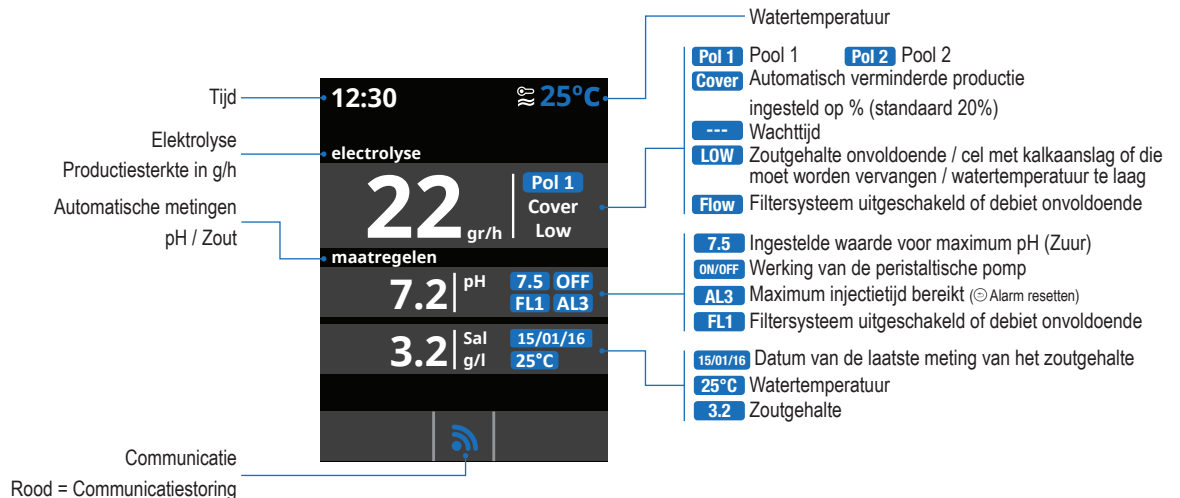 Watertemperatuur
Pol 1 Pool 1 Pol 2 Pool 2
Cover Automatisch verminderde productie
ingesteld op % (standaard 20%)
--- Wachttijd
LOW Zoutgehalte onvoldoende / cel met kalkaanslag of die
moet worden vervangen / watertemperatuur te laag
Flow Filtersysteem uitgeschakeld of debiet onvoldoende
7.5 Ingestelde waarde voor maximum pH (Zuur)
ON/OFF Werking van de peristaltische pomp
AL3 Maximum injectietijd bereikt (⊜ Alarm resetten)
FL1 Filtersysteem uitgeschakeld of debiet onvoldoende
15/01/16 Datum van de laatste meting van het zoutgehalte
25°C Watertemperatuur
3.2 Zoutgehalte
Tijd
Elektrolyse
Productiesterkte in g/h
Automatische metingen
pH / Zout
Communicatie
Rood = Communicatiestoring
12:30 25°C
electrolyse
22 gr/h
Pol 1
Cover
Low
maatregelen
7.2 pH 7.5 OFF
FL1 AL3
3.2 Sal 15/01/16
g/l 25°C